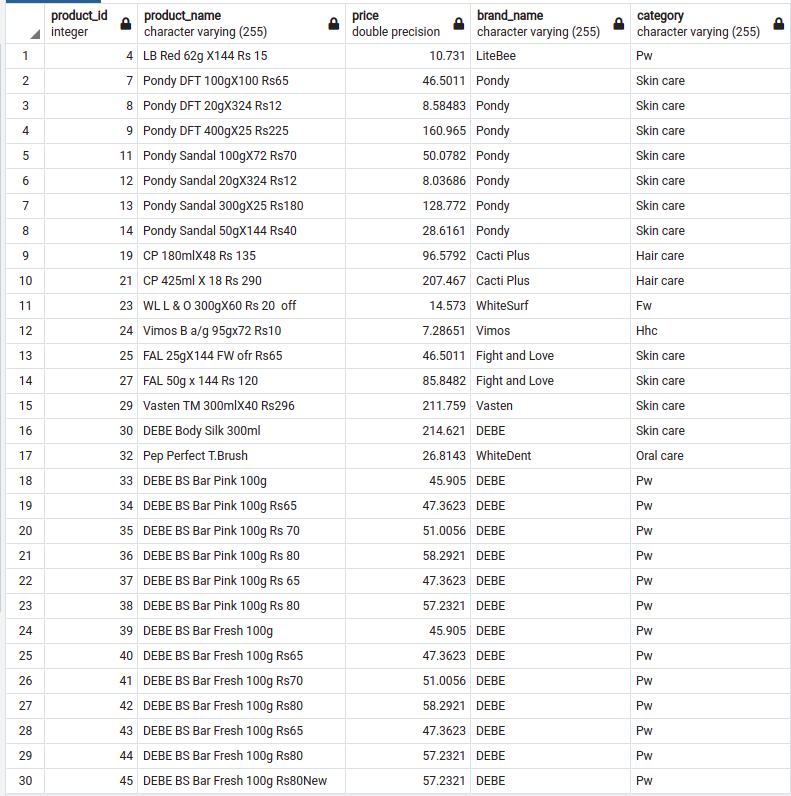 product_id product_name price brand_name category
integer character varying (255) double precision character varying (255) character varying (255)
1 4 LB Red 62g X144 Rs 15 10.731 LiteBee Pw
2 7 Pondy DFT 100gX100 Rs65 46.5011 Pondy Skin care
3 8 Pondy DFT 20gX324 Rs12 8.58483 Pondy Skin care
4 9 Pondy DFT 400gX25 Rs225 160.965 Pondy Skin care
5 11 Pondy Sandal 100gX72 Rs70 50.0782 Pondy Skin care
6 12 Pondy Sandal 20gX324 Rs12 8.03686 Pondy Skin care
7 13 Pondy Sandal 300gX25 Rs180 128.772 Pondy Skin care
8 14 Pondy Sandal 50gX144 Rs40 28.6161 Pondy Skin care
9 19 CP 180mlX48 Rs 135 96.5792 Cacti Plus Hair care
10 21 CP 425ml X 18 Rs 290 207.467 Cacti Plus Hair care
11 23 WL L & O 300gX60 Rs 20  off 14.573 WhiteSurf Fw
12 24 Vimos B a/g 95gx72 Rs10 7.28651 Vimos Hhc
13 25 FAL 25gX144 FW ofr Rs65 46.5011 Fight and Love Skin care
14 27 FAL 50g x 144 Rs 120 85.8482 Fight and Love Skin care
15 29 Vasten TM 300mlX40 Rs296 211.759 Vasten Skin care
16 30 DEBE Body Silk 300ml 214.621 DEBE Skin care
17 32 Pep Perfect T.Brush 26.8143 WhiteDent Oral care
18 33 DEBE BS Bar Pink 100g 45.905 DEBE Pw
19 34 DEBE BS Bar Pink 100g Rs65 47.3623 DEBE Pw
20 35 DEBE BS Bar Pink 100g Rs 70 51.0056 DEBE Pw
21 36 DEBE BS Bar Pink 100g Rs 80 58.2921 DEBE Pw
22 37 DEBE BS Bar Pink 100g Rs 65 47.3623 DEBE Pw
23 38 DEBE BS Bar Pink 100g Rs 80 57.2321 DEBE Pw
24 39 DEBE BS Bar Fresh 100g 45.905 DEBE Pw
25 40 DEBE BS Bar Fresh 100g Rs65 47.3623 DEBE Pw
26 41 DEBE BS Bar Fresh 100g Rs70 51.0056 DEBE Pw
27 42 DEBE BS Bar Fresh 100g Rs80 58.2921 DEBE Pw
28 43 DEBE BS Bar Fresh 100g Rs65 47.3623 DEBE Pw
29 44 DEBE BS Bar Fresh 100g Rs80 57.2321 DEBE Pw
30 45 DEBE BS Bar Fresh 100g Rs80New 57.2321 DEBE Pw